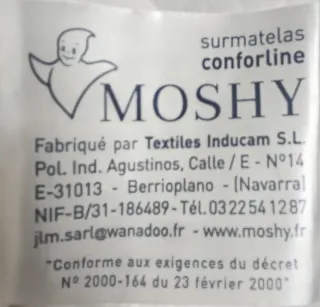 surmatelas
conforline
MOSHY
Fabriqué par Textiles Inducam S.L.
Pol. Ind. Agustinos, Calle / E - Nº14
E-31013 - Berrioplano - (Navarra)
NIF-B/31-186489 - Tél. 0322541287
jlm.sarl@wanadoo.fr - www.moshy.fr
"Conforme aux exigences du décret
Nº 2000-164 du 23 février 2000"